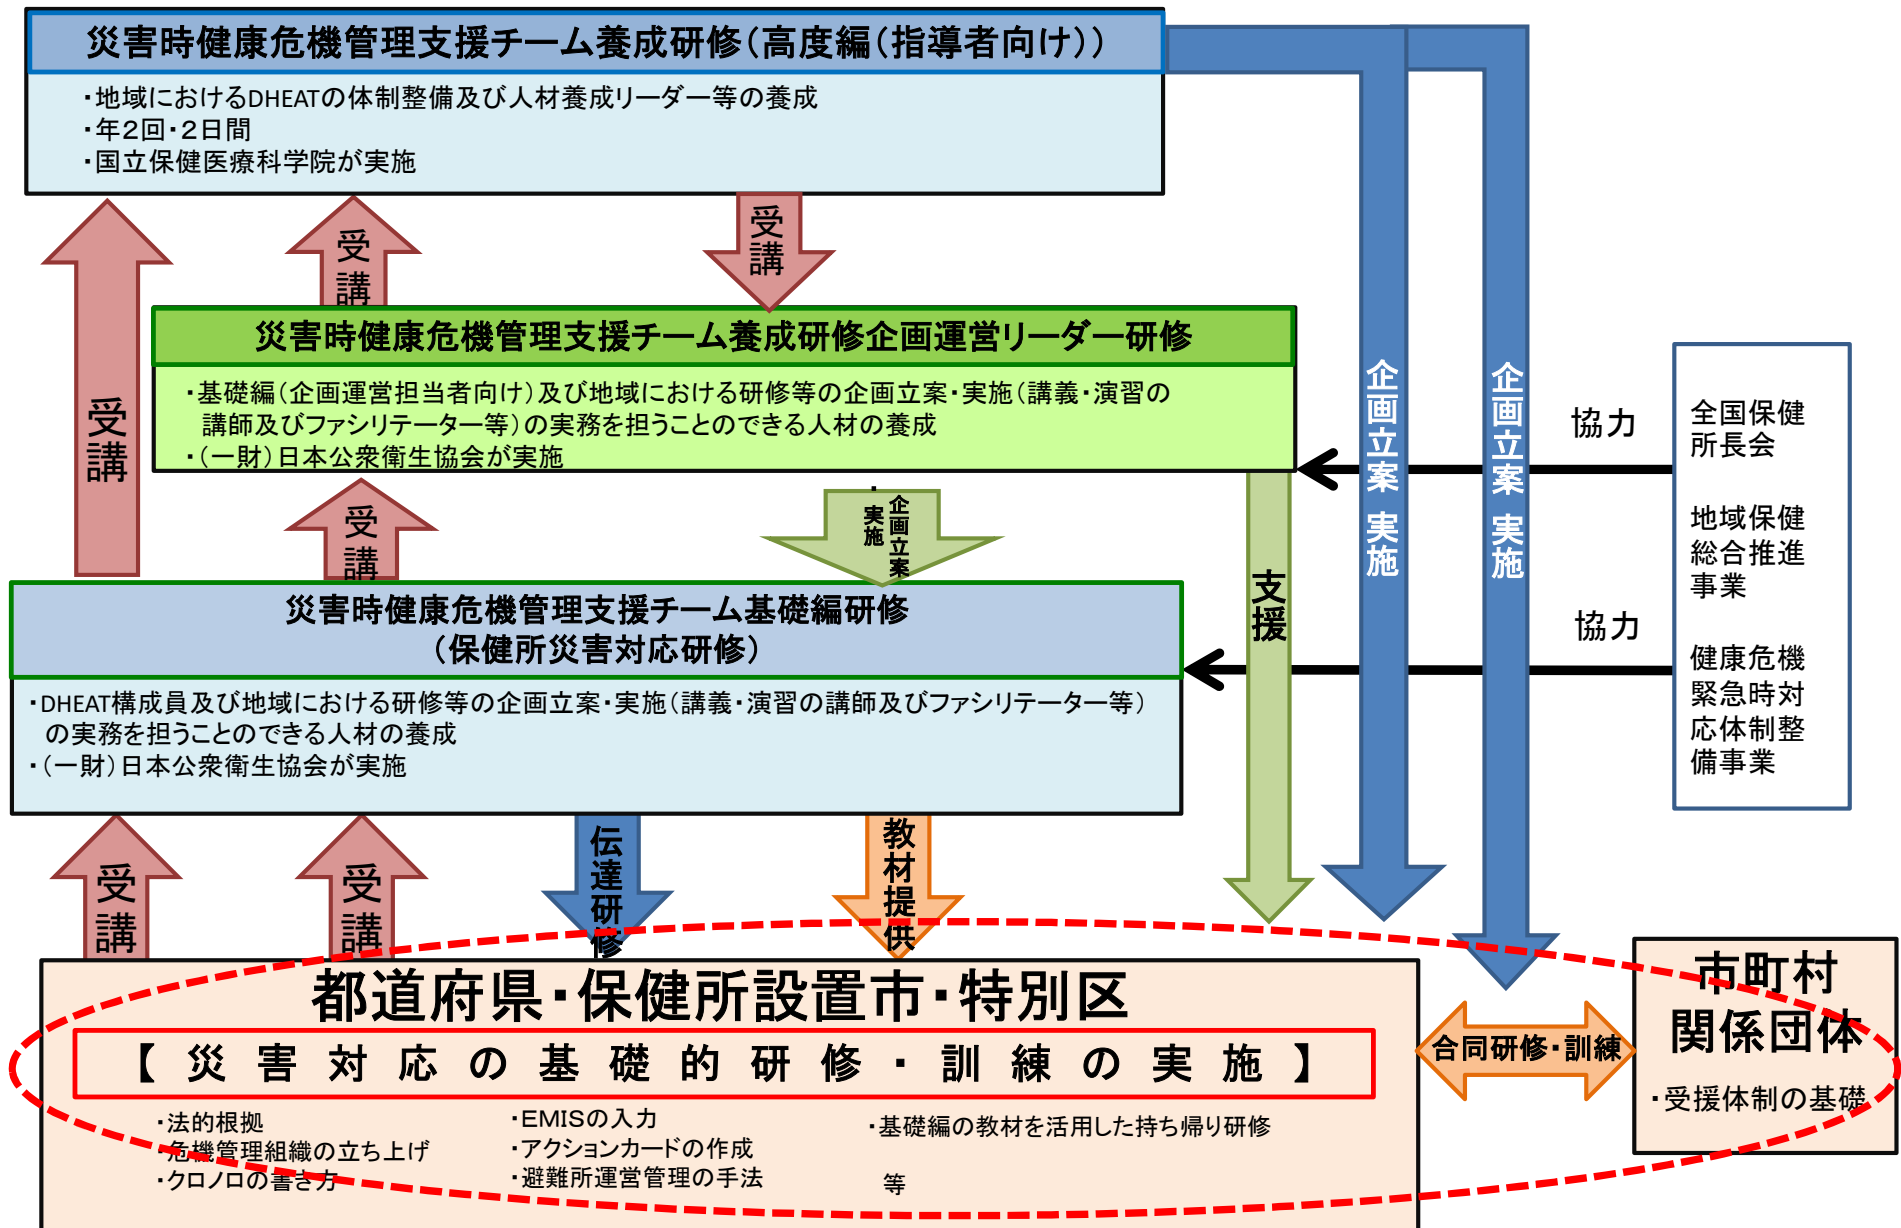 災害時健康危機管理支援チーム養成研修（高度編（指導者向け））
・地域におけるDHEATの体制整備及び人材養成リーダー等の養成
・年２回・２日間
・国立保健医療科学院が実施
受講
受講
受講
災害時健康危機管理支援チーム養成研修企画運営リーダー研修
・基礎編（企画運営担当者向け）及び地域における研修等の企画立案・実施（講義・演習の
講師及びファシリテーター等）の実務を担うことのできる人材の養成
・（一財）日本公衆衛生協会が実施
受講
企画立案
・実施
企画立案 実施
企画立案 実施
支援
協力
協力
全国保健
所長会
地域保健
総合推進
事業
健康危機
緊急時対
応体制整
備事業
災害時健康危機管理支援チーム基礎編研修
（保健所災害対応研修）
・DHEAT構成員及び地域における研修等の企画立案・実施（講義・演習の講師及びファシリテーター等）
の実務を担うことのできる人材の養成
・（一財）日本公衆衛生協会が実施
受講
受講
伝達研修
教材提供
都道府県・保健所設置市・特別区
【災害対応の基礎的研修・訓練の実施】
・法的根拠
・危機管理組織の立ち上げ
・クロノロの書き方
・EMISの入力
・アクションカードの作成
・避難所運営管理の手法
・基礎編の教材を活用した持ち帰り研修
等
合同研修・訓練
市町村
関係団体
・受援体制の基礎